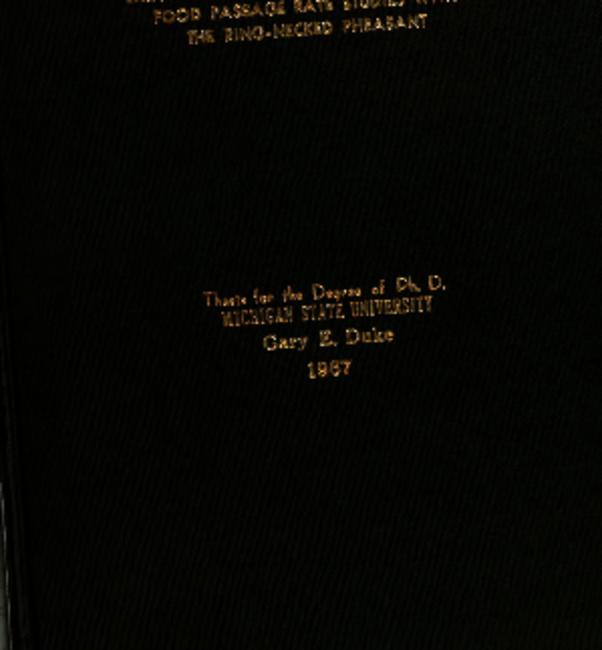 FOOD PASSAGE RATE STUDIES WITH
THE RING-NECKED PHEASANT
Thesis for the Degree of Ph. D.
MICHIGAN STATE UNIVERSITY
Gary E. Duke
1967